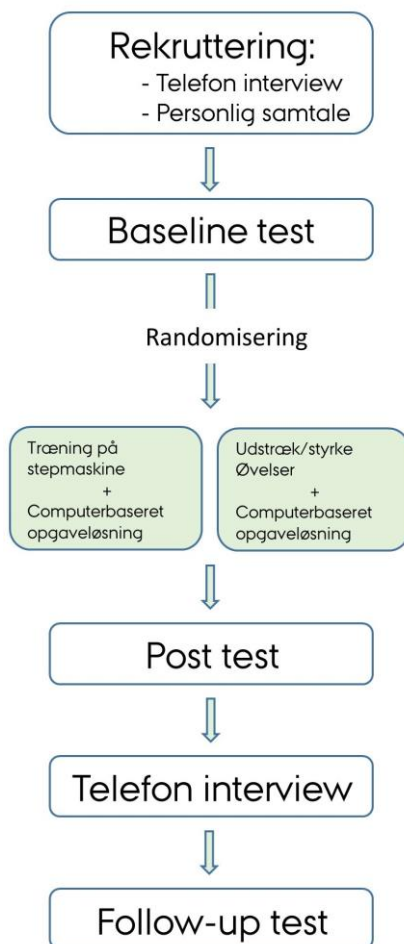 Rekruttering:
- Telefon interview
- Personlig samtale
Baseline test
Randomisering
Træning på
stepmaskine
+
Computerbaseret
opgaveløsning
Udstræk/styrke
Øvelser
+
Computerbaseret
opgaveløsning
Post test
Telefon interview
Follow-up test